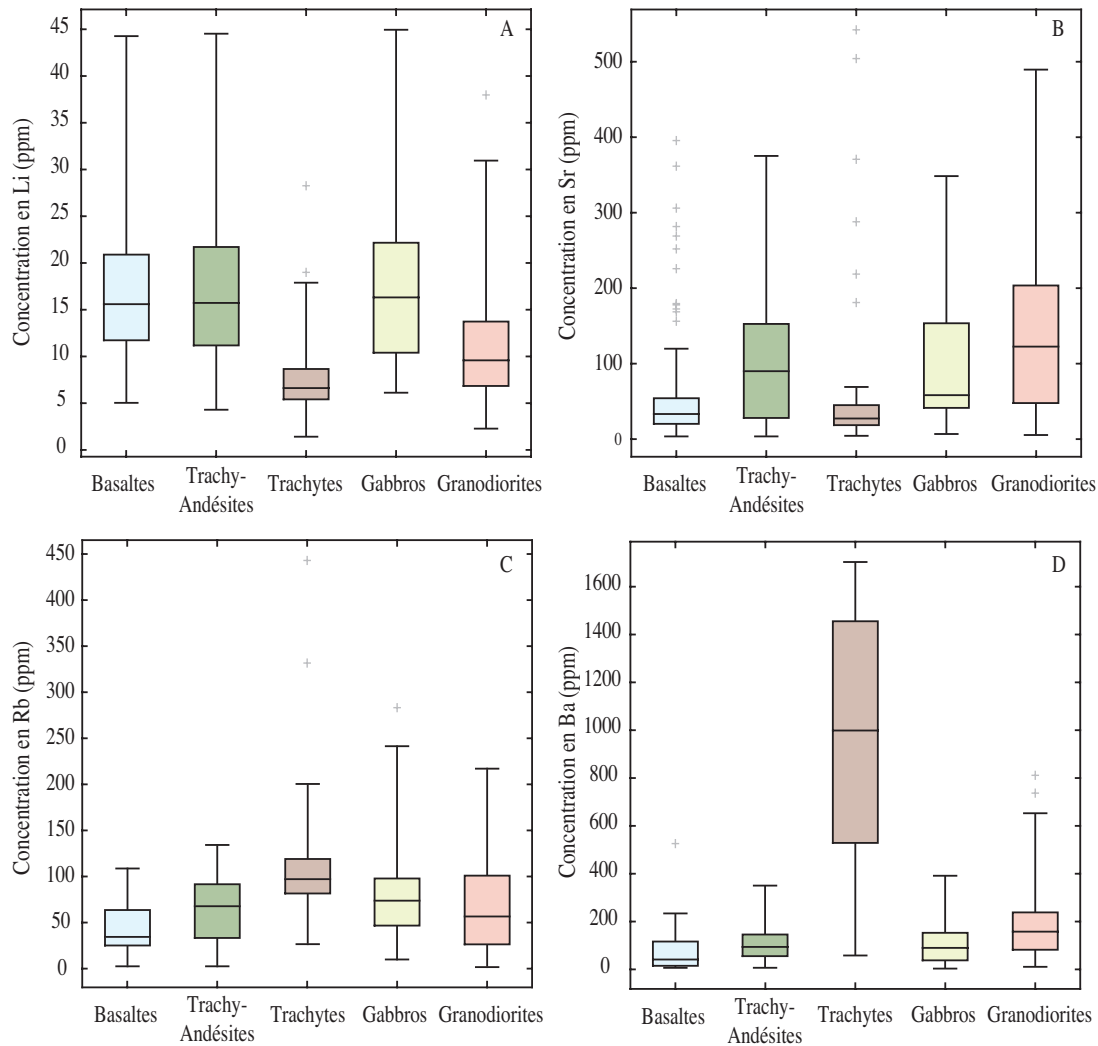 A
Concentration en Li (ppm)
45
40
35
30
25
20
15
10
5
0
Basaltes
Trachy-
Andésites
Trachytes
Gabbros
Granodiorites
B
Concentration en Sr (ppm)
500
400
300
200
100
0
Basaltes
Trachy-
Andésites
Trachytes
Gabbros
Granodiorites
C
Concentration en Rb (ppm)
450
400
350
300
250
200
150
100
50
0
Basaltes
Trachy-
Andésites
Trachytes
Gabbros
Granodiorites
D
Concentration en Ba (ppm)
1600
1400
1200
1000
800
600
400
200
0
Basaltes
Trachy-
Andésites
Trachytes
Gabbros
Granodiorites